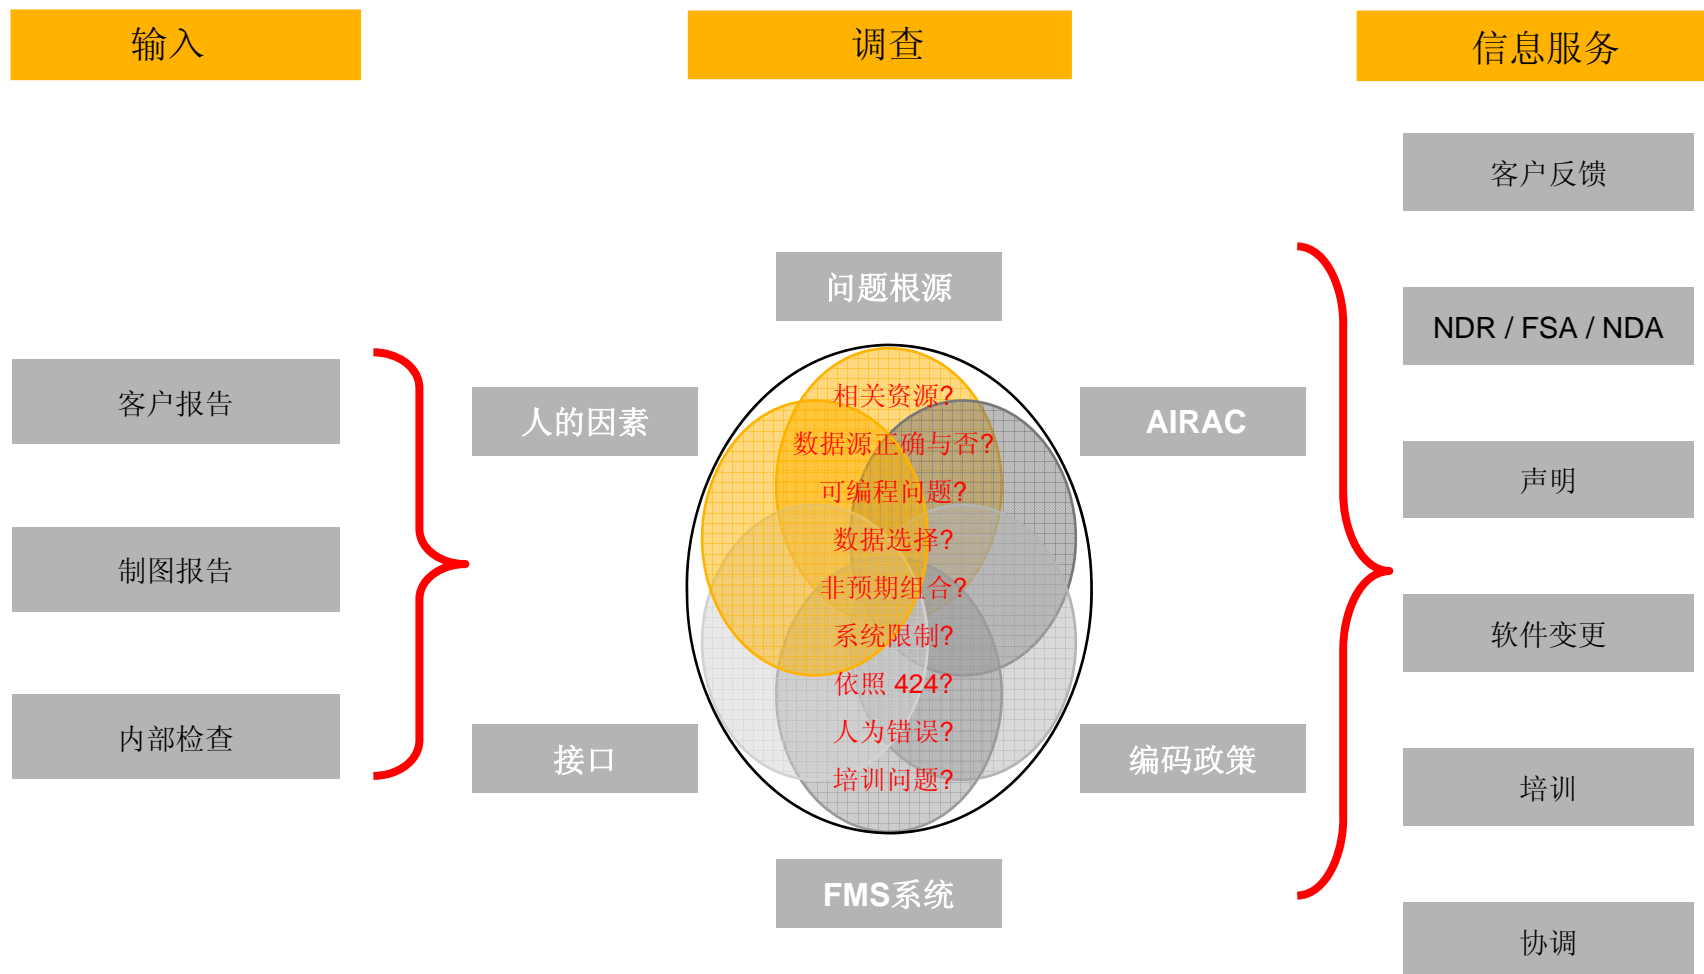 输入
调查
信息服务
客户报告
制图报告
内部检查
问题根源
人的因素
AIRAC
接口
编码政策
FMS系统
相关资源?
数据源正确与否?
可编程问题?
数据选择?
非预期组合?
系统限制?
依照 424?
人为错误?
培训问题?
客户反馈
NDR / FSA / NDA
声明
软件变更
培训
协调